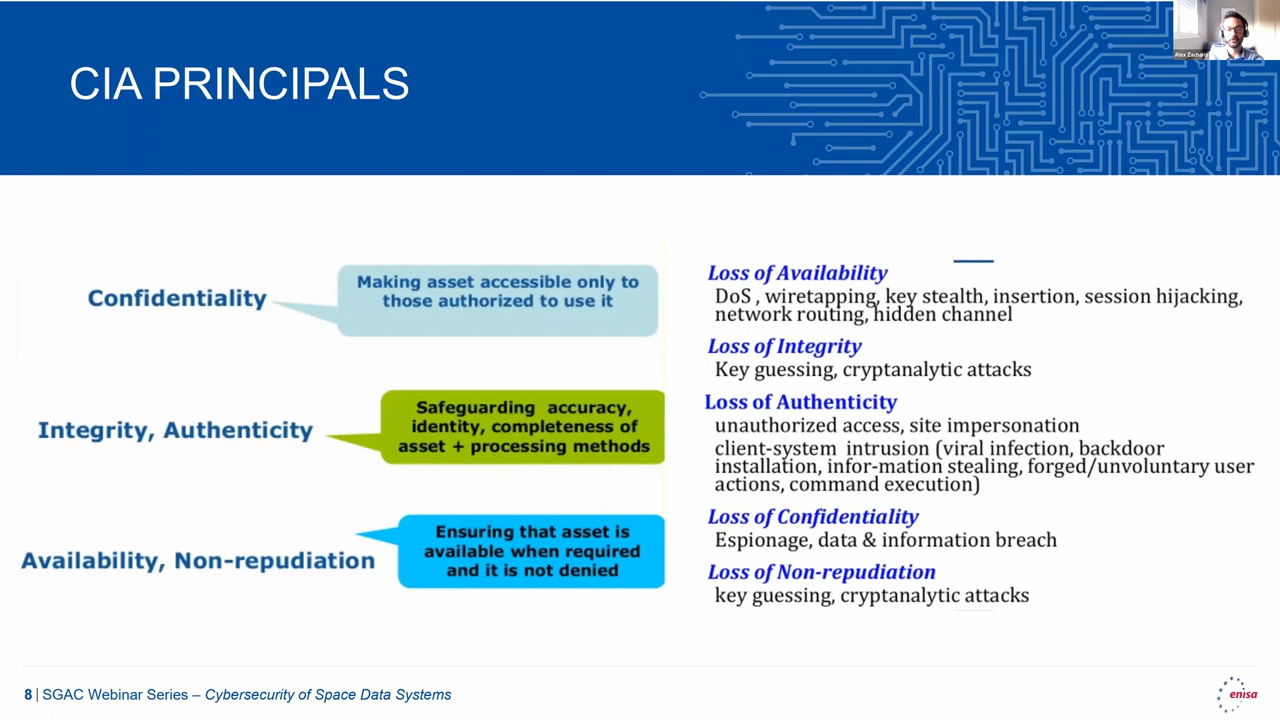 CIA PRINCIPALS
Confidentiality
Making asset accessible only to
those authorized to use it
Integrity, Authenticity
Safeguarding accuracy,
identity, completeness of
asset + processing methods
Availability, Non-repudiation
Ensuring that asset is
available when required
and it is not denied
Loss of Availability
DoS , wiretapping, key stealth, insertion, session hijacking,
network routing, hidden channel
Loss of Integrity
Key guessing, cryptanalytic attacks
Loss of Authenticity
unauthorized access, site impersonation
client-system intrusion (viral infection, backdoor
installation, infor-mation stealing, forged/unvoluntary user
actions, command execution)
Loss of Confidentiality
Espionage, data & information breach
Loss of Non-repudiation
key guessing, cryptanalytic attacks
8 | SGAC Webinar Series – Cybersecurity of Space Data Systems
enisa